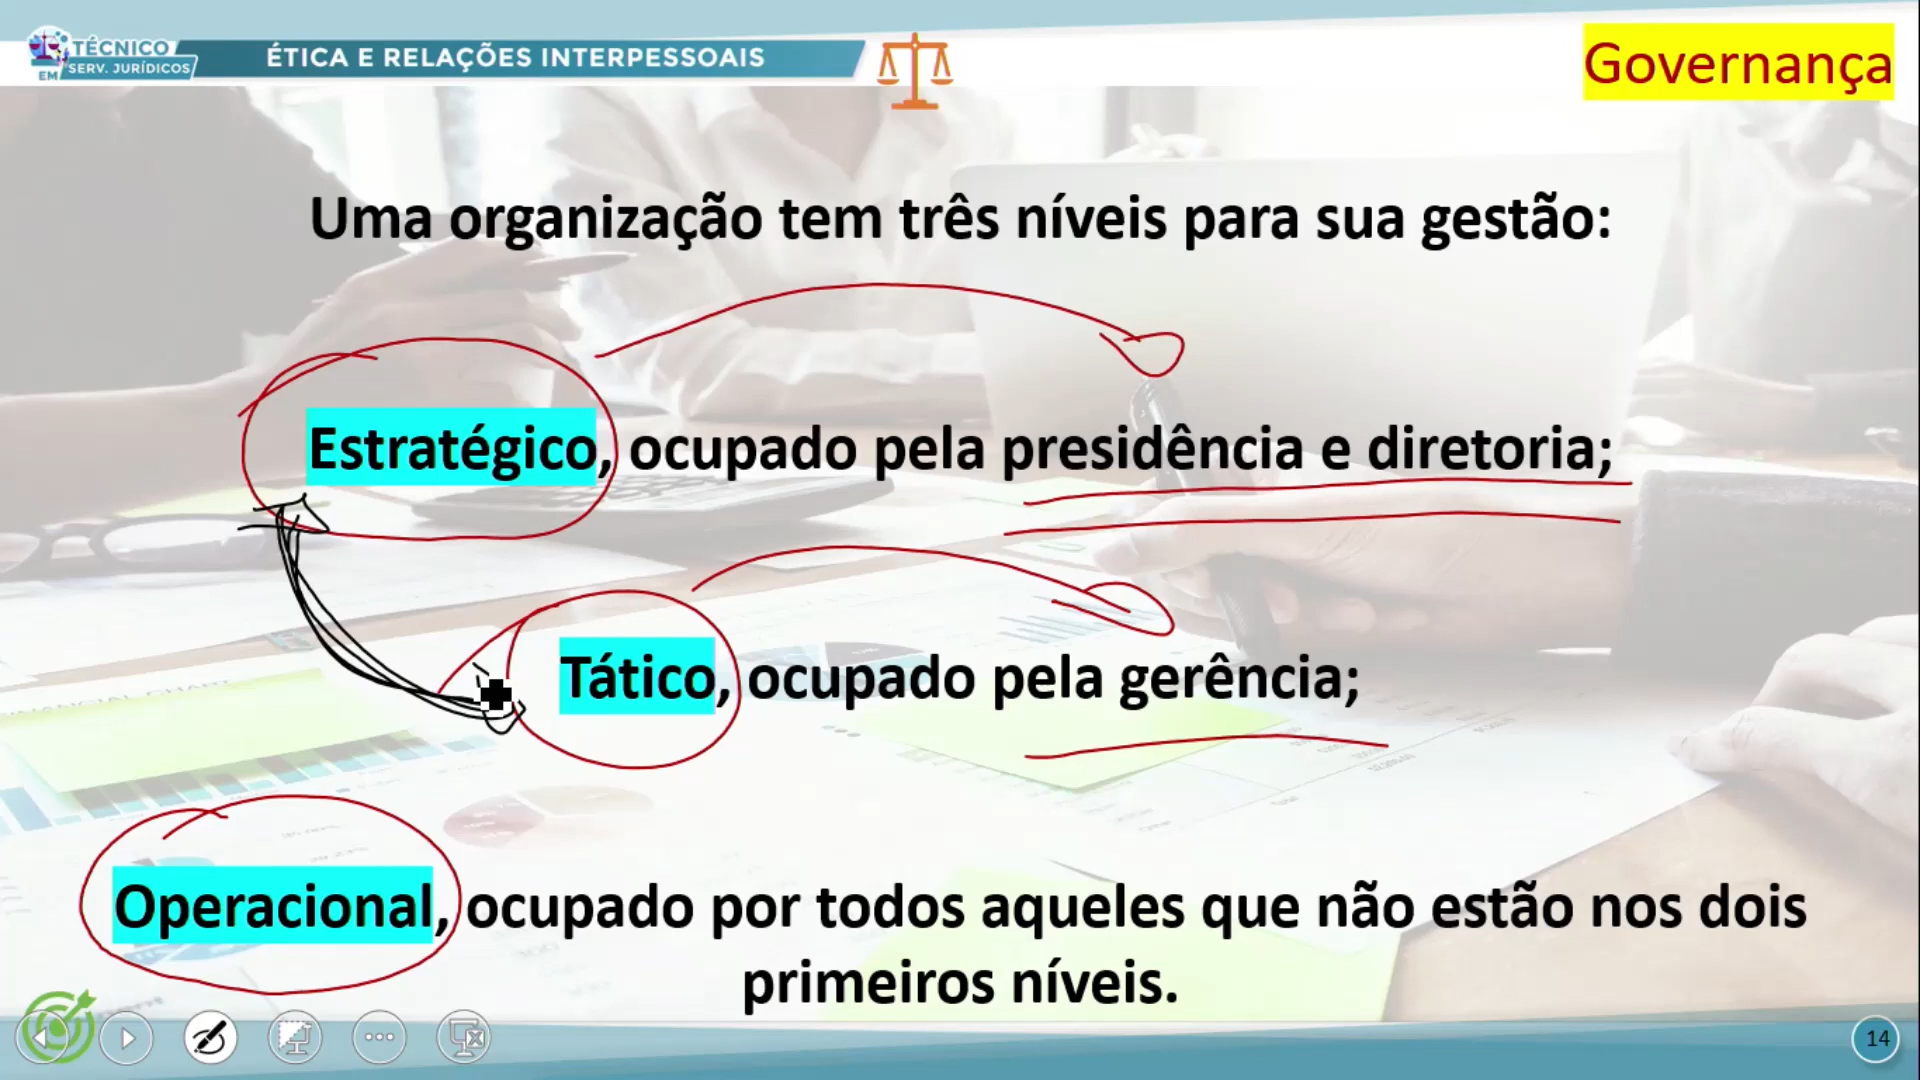 TÉCNICO
EM SERV. JURÍDICOS
ÉTICA E RELAÇÕES INTERPESSOAIS
Governança
Uma organização tem três níveis para sua gestão:
Estratégico, ocupado pela presidência e diretoria;
Tático, ocupado pela gerência;
Operacional, ocupado por todos aqueles que não estão nos dois
primeiros níveis.
14